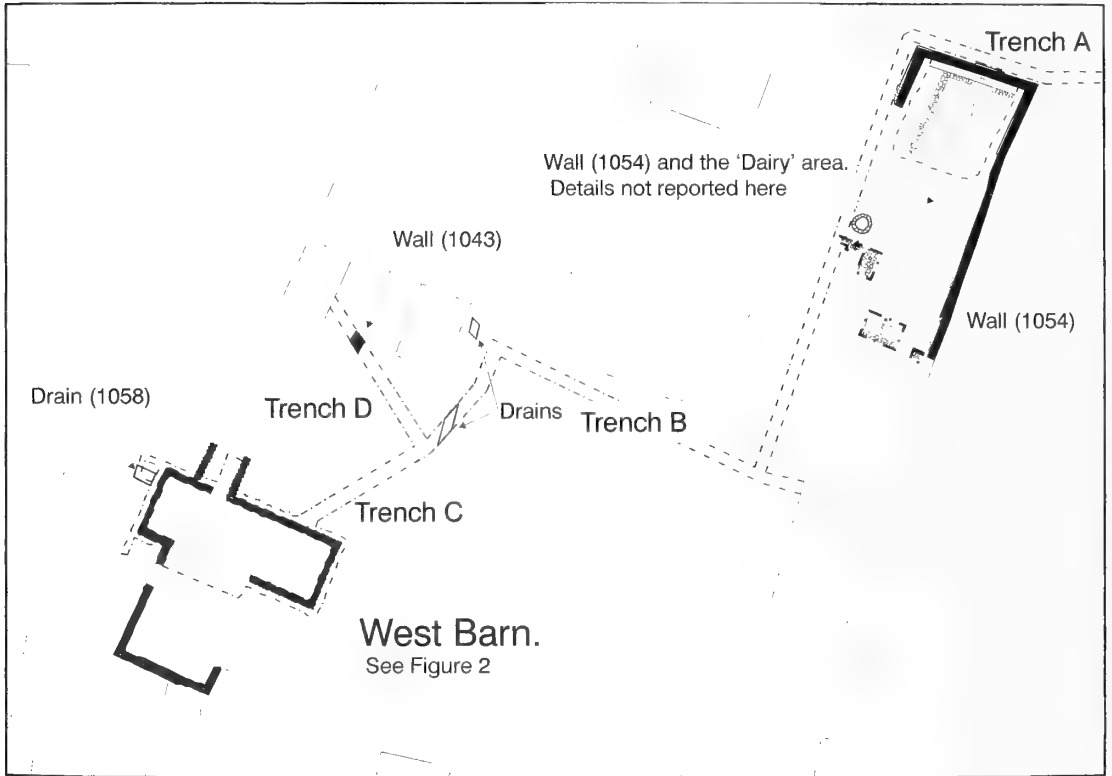 Trench A
Wall (1054) and the ‘Dairy’ area.
Details not reported here
Wall (1043)
Wall (1054)
Drain (1058)
Trench D
Drains
Trench B
Trench C
West Barn.
See Figure 2